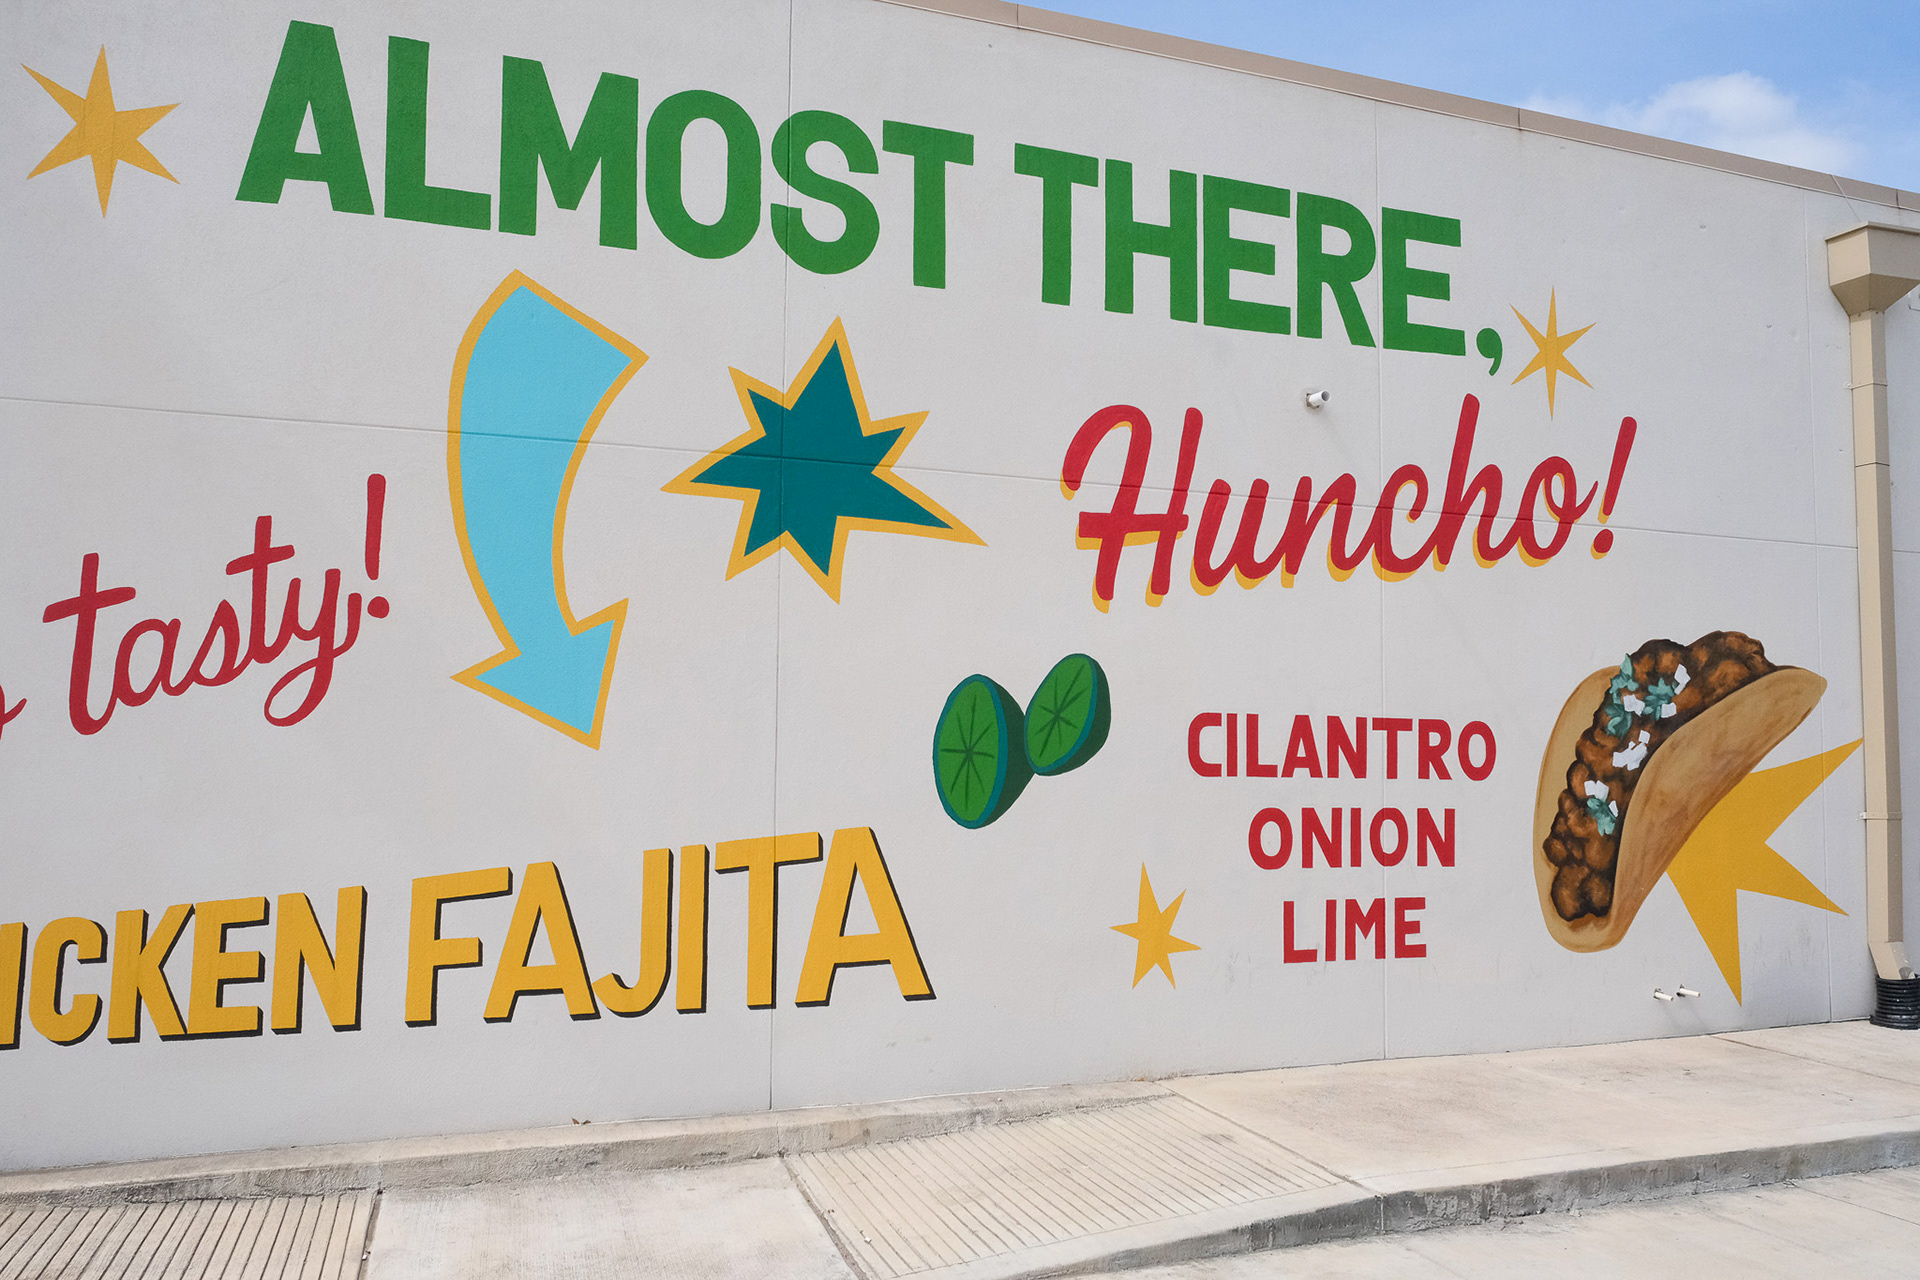 ALMOST THERE,
Huncho!
tasty!
CILANTRO
ONION
LIME
ICKEN FAJITA